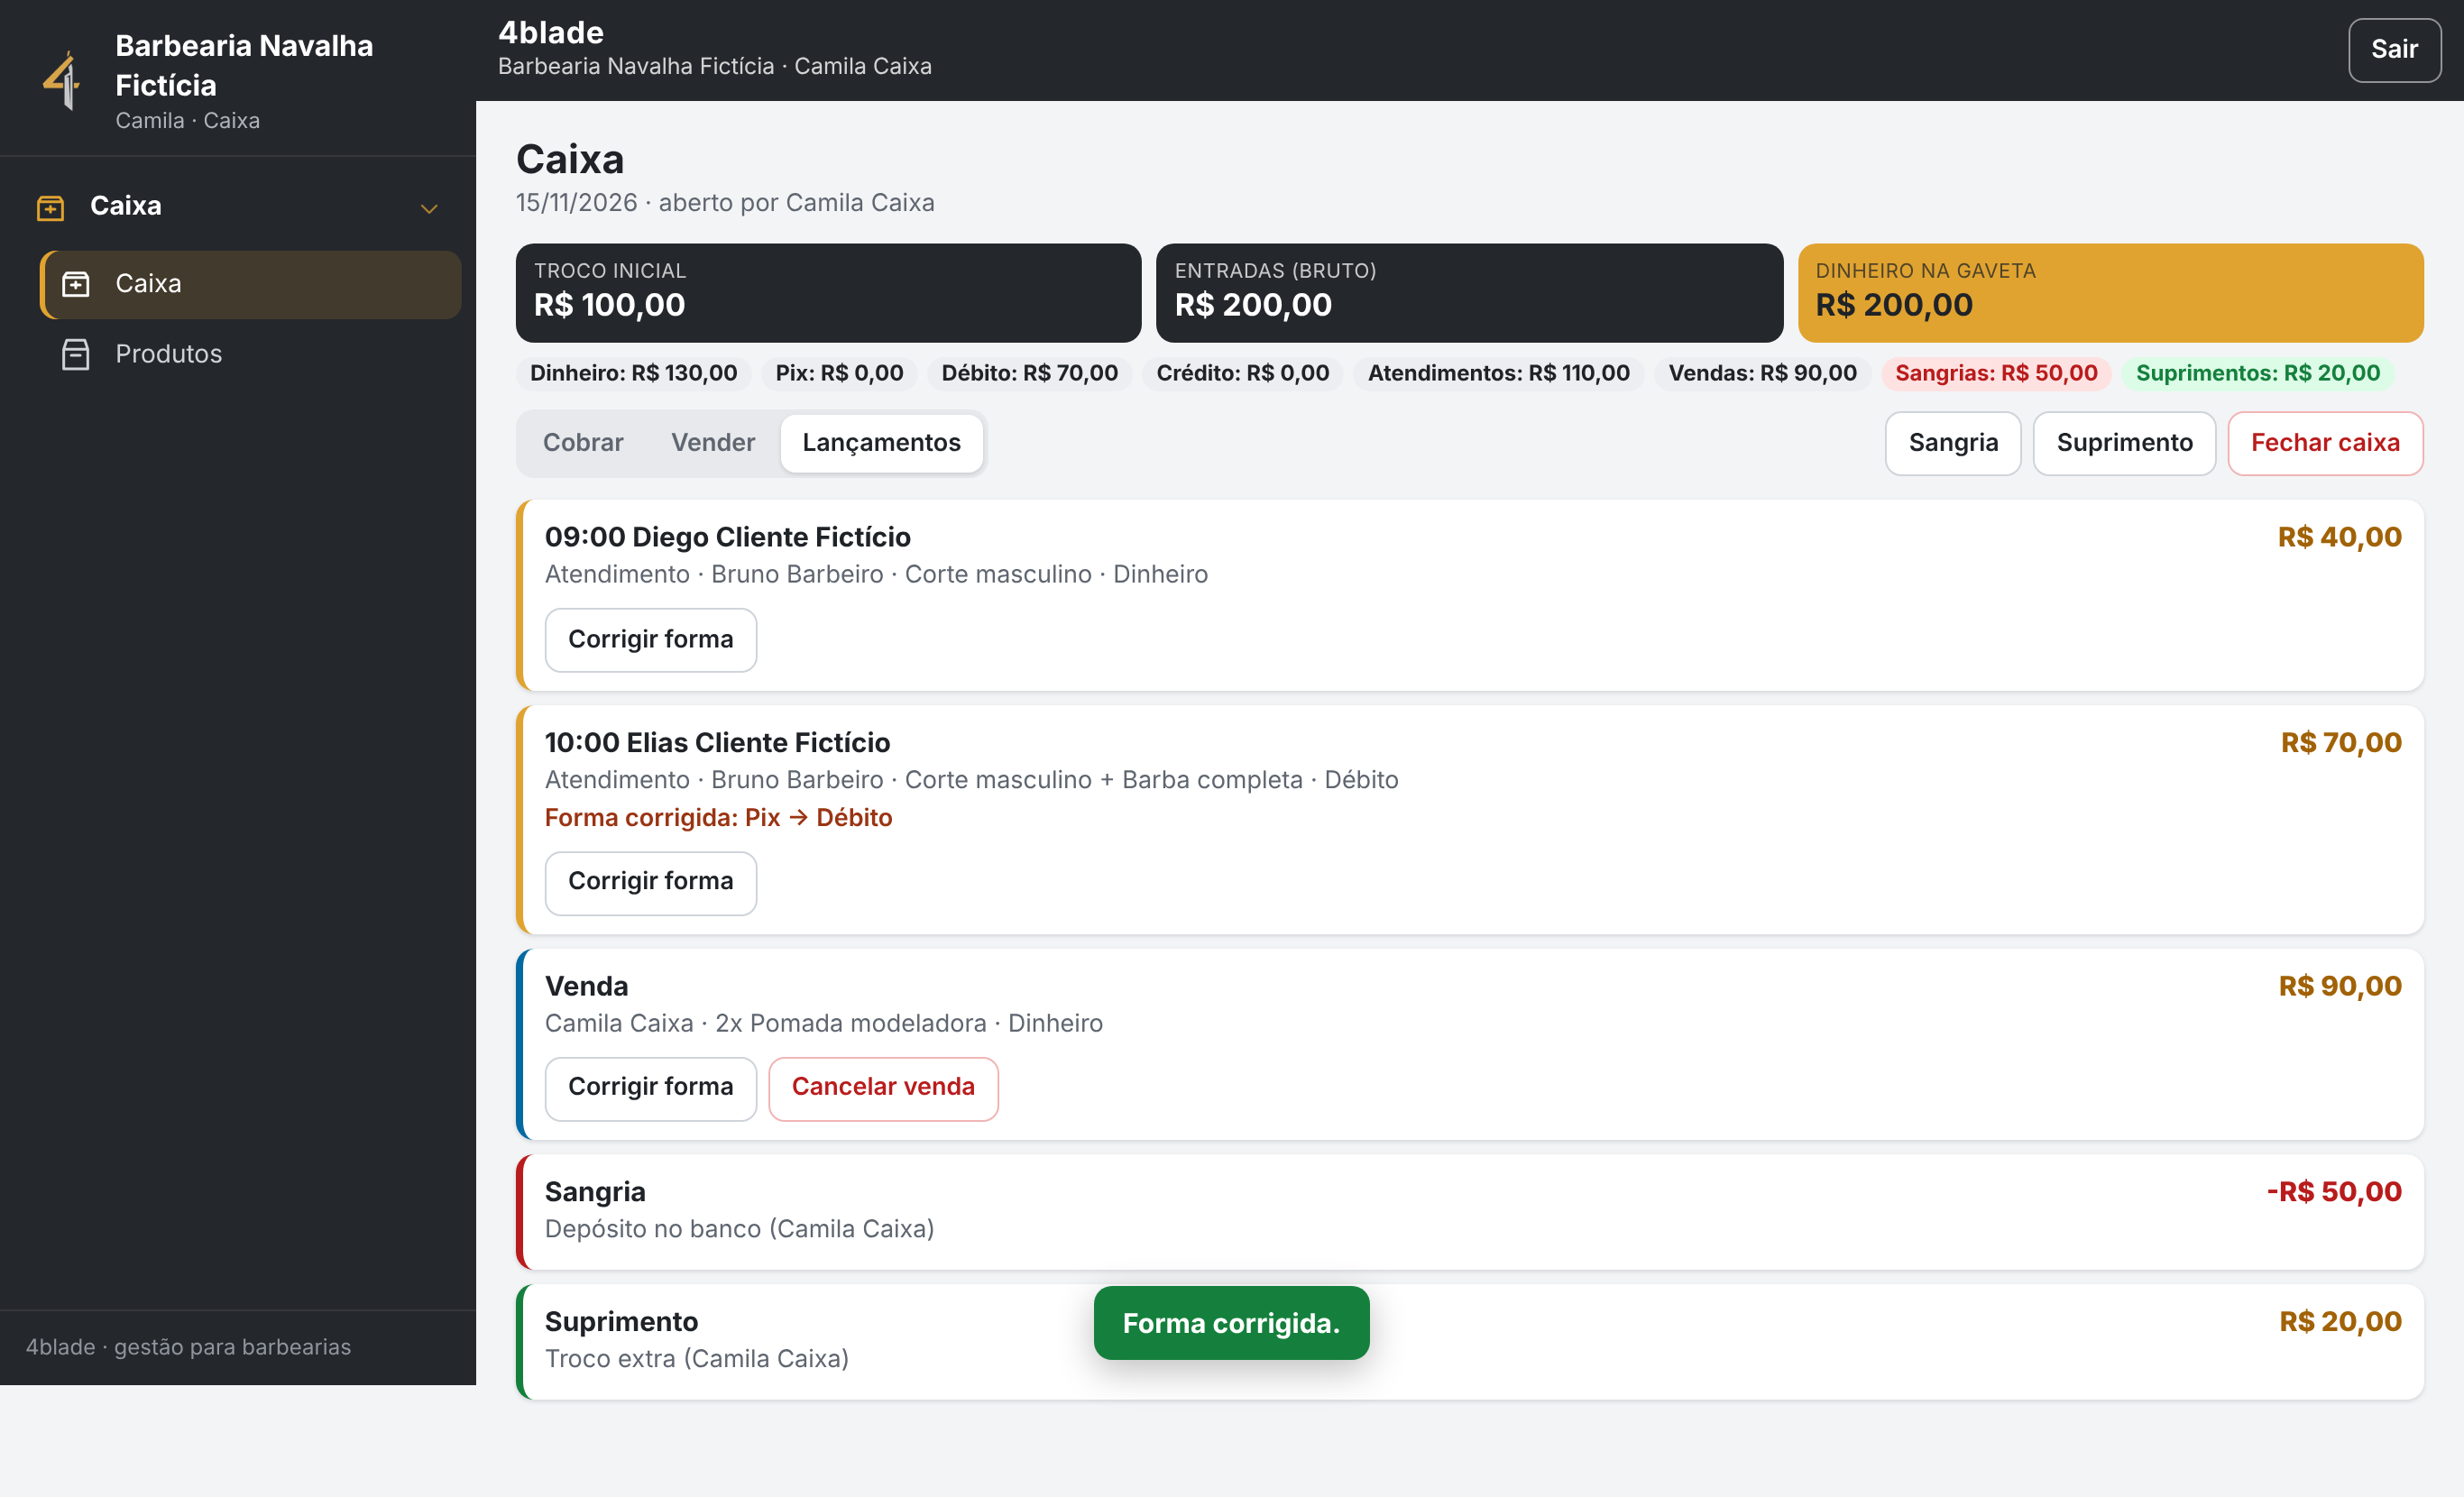 Barbearia Navalha
Fictícia
Camila · Caixa
4blade
Barbearia Navalha Fictícia · Camila Caixa
Sair
Caixa
Caixa
Produtos
4blade · gestão para barbearias
Caixa
15/11/2026 · aberto por Camila Caixa
TROCO INICIAL
R$ 100,00
ENTRADAS (BRUTO)
R$ 200,00
DINHEIRO NA GAVETA
R$ 200,00
Dinheiro: R$ 130,00 Pix: R$ 0,00 Débito: R$ 70,00 Crédito: R$ 0,00 Atendimentos: R$ 110,00 Vendas: R$ 90,00 Sangrias: R$ 50,00 Suprimentos: R$ 20,00
Cobrar Vender Lançamentos Sangria Suprimento Fechar caixa
09:00 Diego Cliente Fictício R$ 40,00
Atendimento · Bruno Barbeiro · Corte masculino · Dinheiro
Corrigir forma
10:00 Elias Cliente Fictício R$ 70,00
Atendimento · Bruno Barbeiro · Corte masculino + Barba completa · Débito
Forma corrigida: Pix → Débito
Corrigir forma
Venda R$ 90,00
Camila Caixa · 2x Pomada modeladora · Dinheiro
Corrigir forma Cancelar venda
Sangria -R$ 50,00
Depósito no banco (Camila Caixa)
Suprimento R$ 20,00
Troco extra (Camila Caixa)
Forma corrigida.